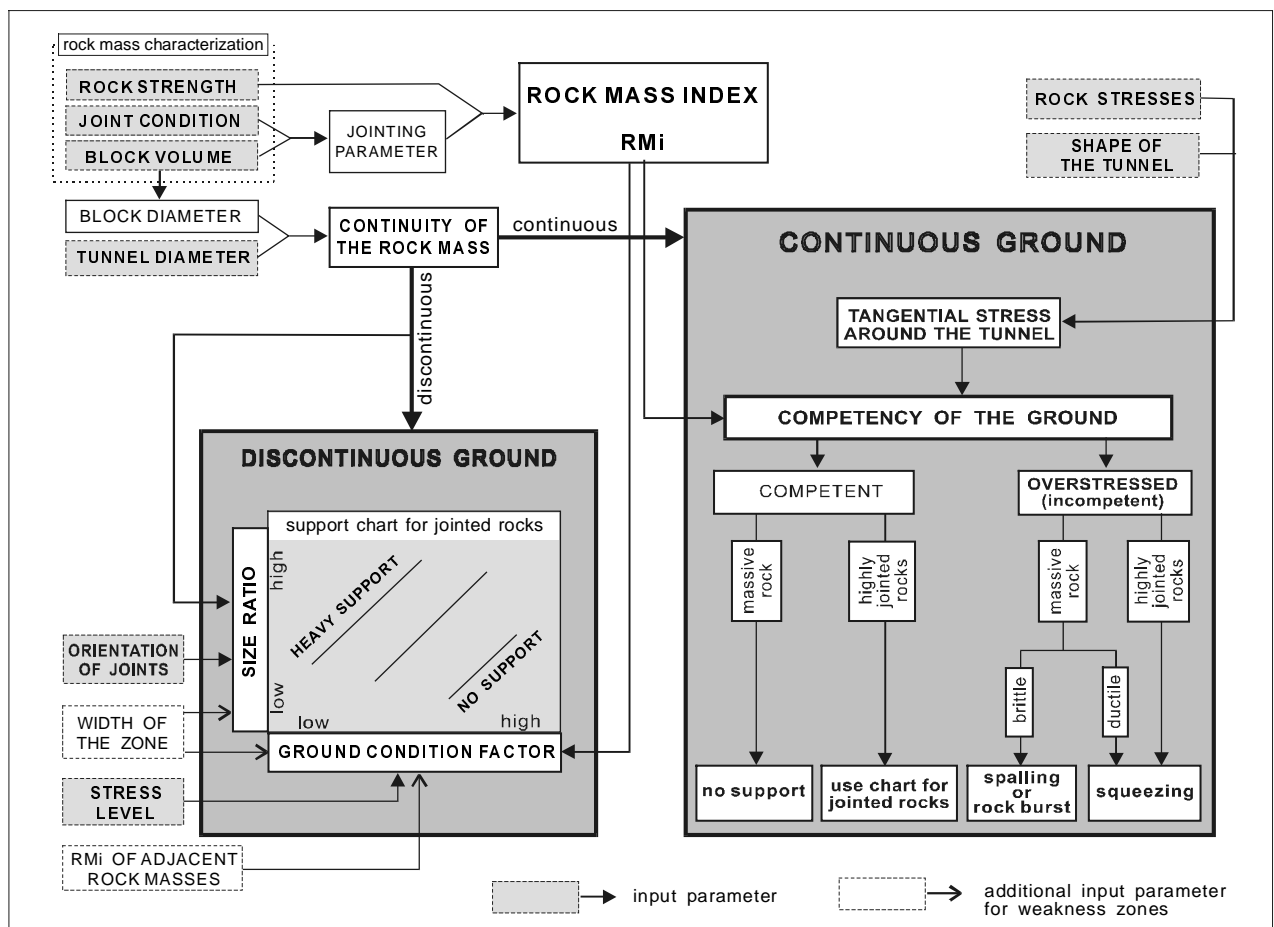 rock mass characterization
ROCK STRENGTH
JOINT CONDITION
BLOCK VOLUME
JOINTING
PARAMETER
ROCK MASS INDEX
RMi
ROCK STRESSES
SHAPE OF
THE TUNNEL
BLOCK DIAMETER
TUNNEL DIAMETER
CONTINUITY OF
THE ROCK MASS
continuous
discontinuous
CONTINUOUS GROUND
TANGENTIAL STRESS
AROUND THE TUNNEL
COMPETENCY OF THE GROUND
COMPETENT
OVERSTRESSED
(incompetent)
massive
rock
highly
jointed
rocks
massive
rock
highly
jointed
rocks
brittle
ductile
no support
use chart for
jointed rocks
spalling
or
rock burst
squeezing
DISCONTINUOUS GROUND
support chart for jointed rocks
SIZE RATIO
high
low
HEAVY SUPPORT
NO SUPPORT
low
high
GROUND CONDITION FACTOR
ORIENTATION
OF JOINTS
WIDTH OF
THE ZONE
STRESS
LEVEL
RMi OF ADJACENT
ROCK MASSES
input parameter
additional input parameter
for weakness zones